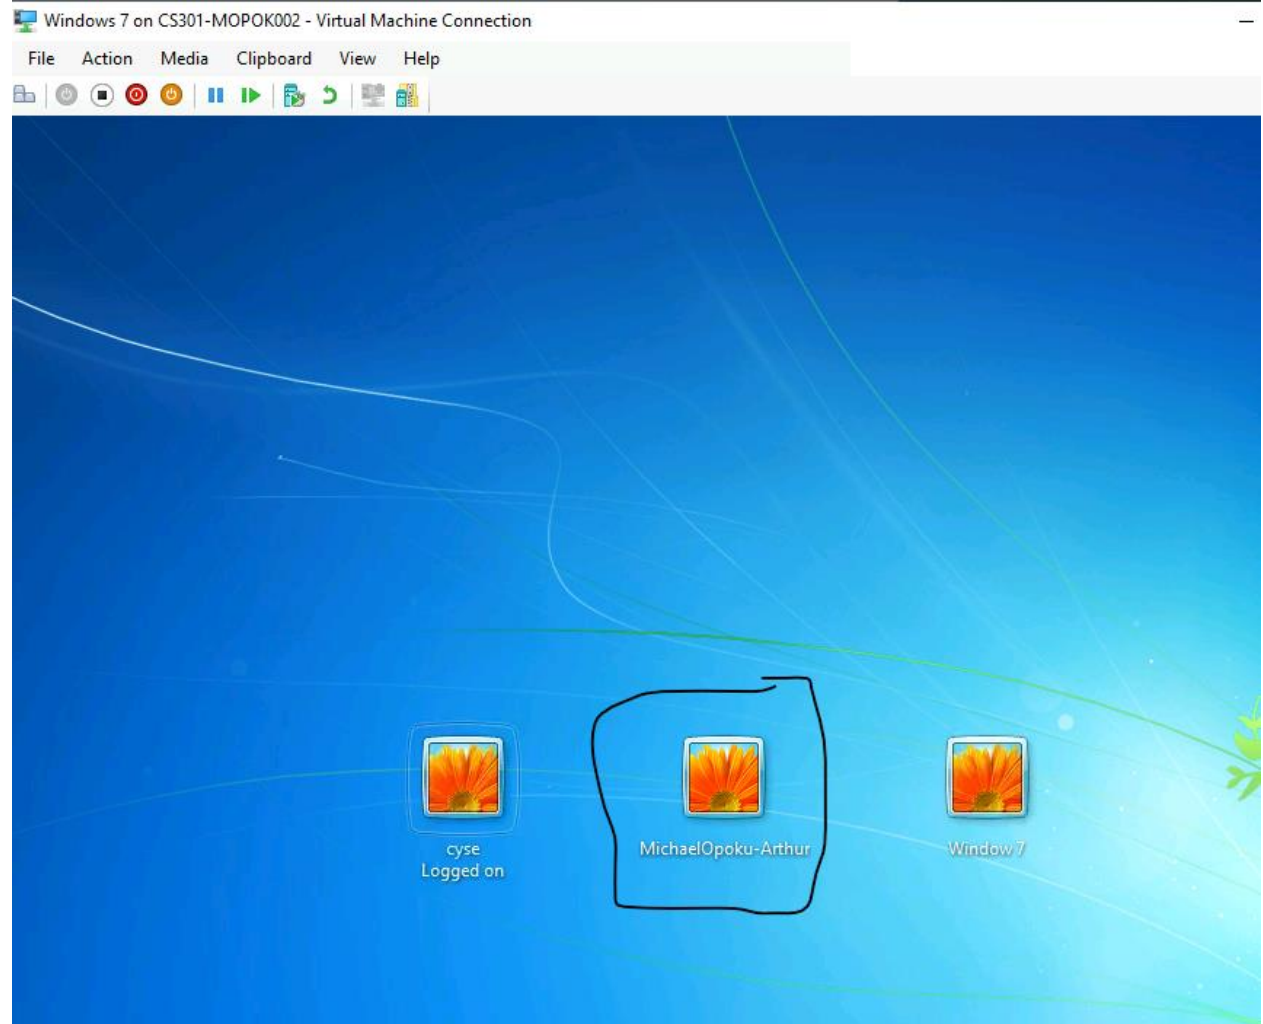 Windows 7 on CS301-MOPOK002 - Virtual Machine Connection
File Action Media Clipboard View Help
cyse MichaelOpoku-Arthur Window 7
Logged on